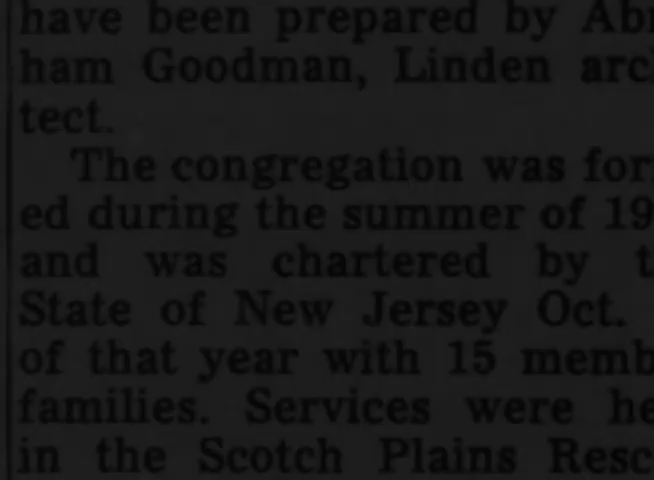 have been prepared by Ab
ham Goodman, Linden arc
tect.
The congregation was for
ed during the summer of 19
and was chartered by t
State of New Jersey Oct.
of that year with 15 memb
families. Services were he
in the Scotch Plains Resc